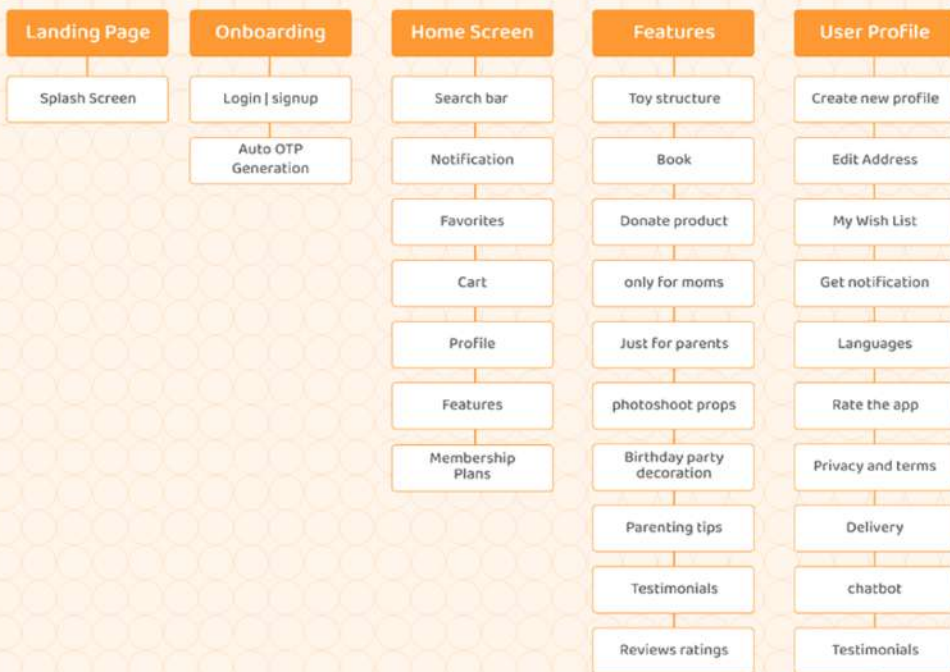 Landing Page
Splash Screen
Onboarding
Login | signup
Auto OTP
Generation
Home Screen
Search bar
Notification
Favorites
Cart
Profile
Features
Membership
Plans
Features
Toy structure
Book
Donate product
only for moms
Just for parents
photoshoot props
Birthday party
decoration
Parenting tips
Testimonials
Reviews ratings
User Profile
Create new profile
Edit Address
My Wish List
Get notification
Languages
Rate the app
Privacy and terms
Delivery
chatbot
Testimonials